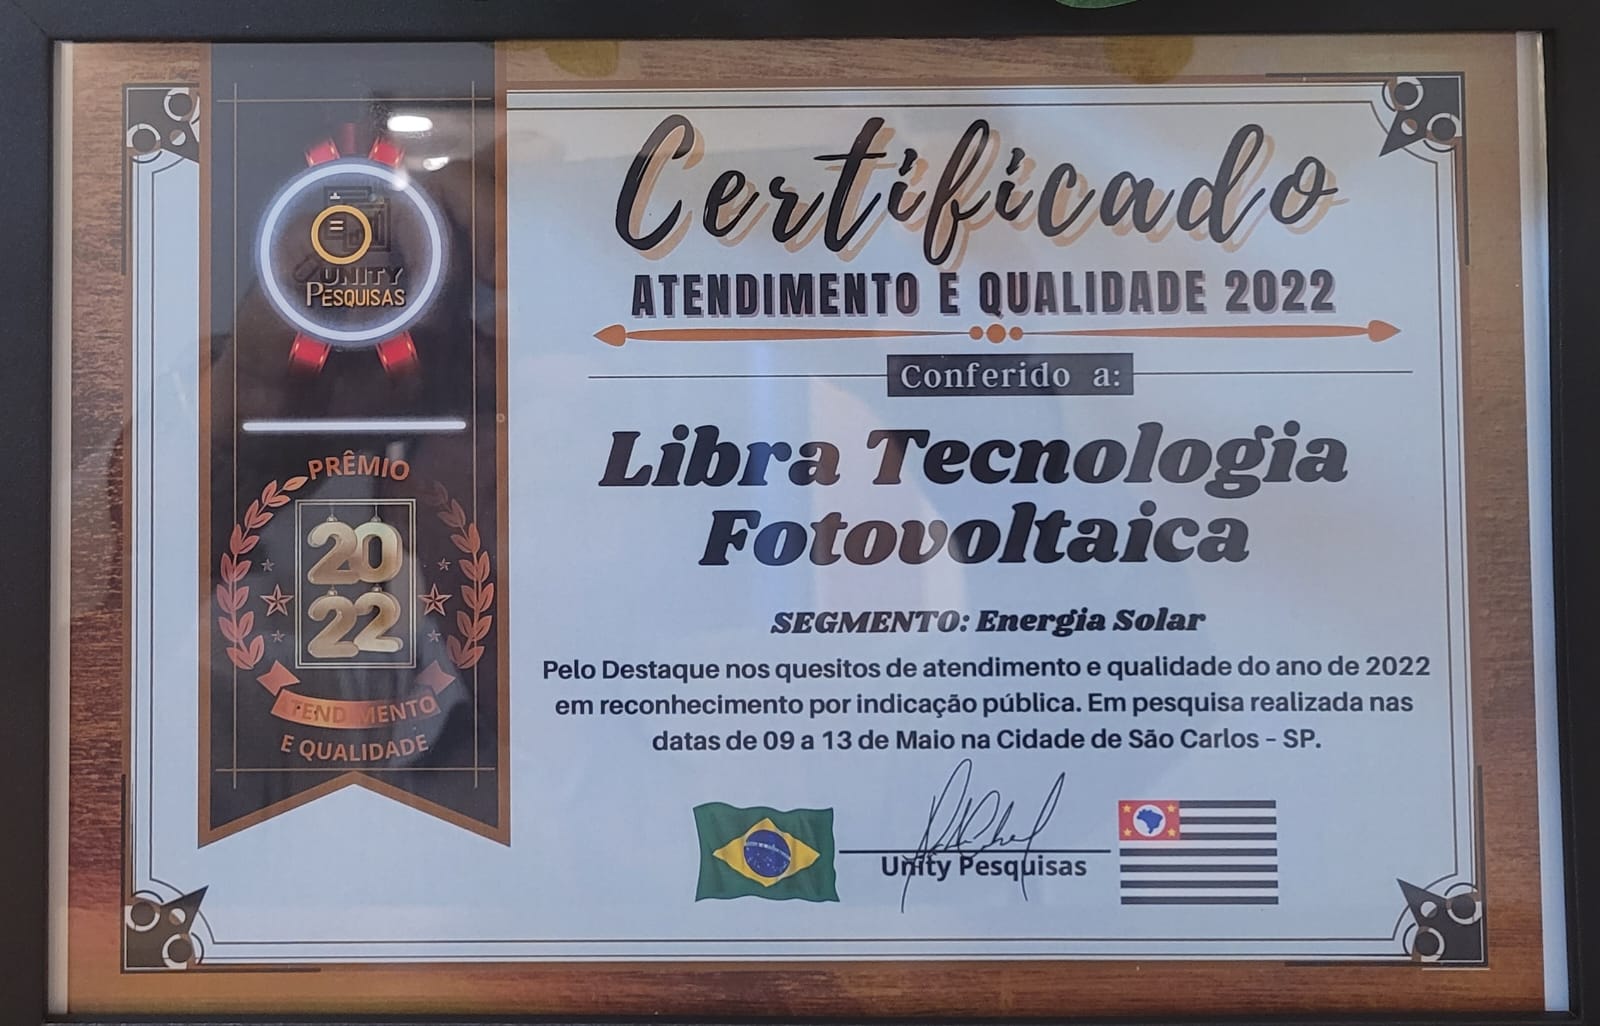 Certificado
ATENDIMENTO E QUALIDADE 2022
Conferido a:
Libra Tecnologia
Fotovoltaica
SEGMENTO: Energia Solar
Pelo Destaque nos quesitos de atendimento e qualidade do ano de 2022
em reconhecimento por indicação pública. Em pesquisa realizada nas
datas de 09 a 13 de Maio na Cidade de São Carlos - SP.
Unity Pesquisas
UNITY
PESQUISAS
PRÊMIO
20
22
ATENDIMENTO
E QUALIDADE